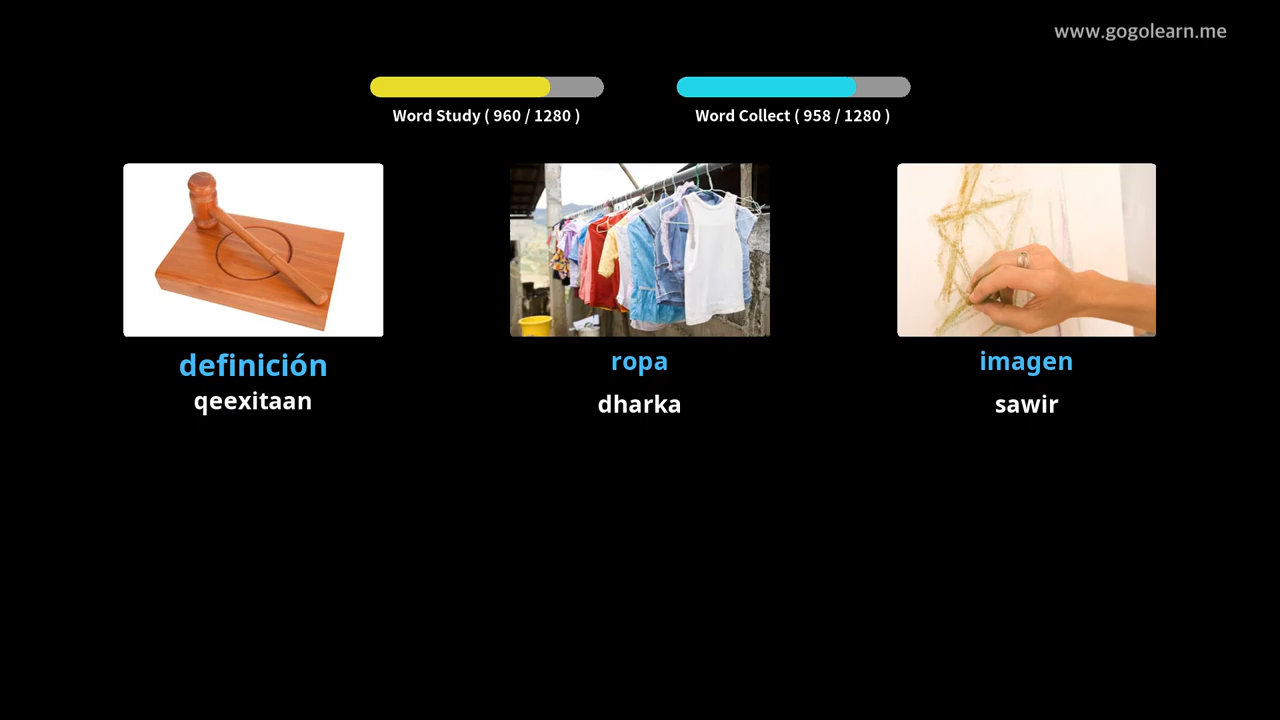 www.gogolearn.me
Word Study ( 960 / 1280 )
Word Collect ( 958 / 1280 )
definición
qeexitaan
ropa
dharka
imagen
sawir